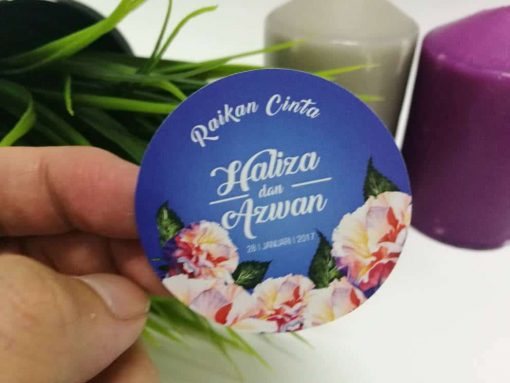 Raikan Cinta
Haliza
dan
Azwan
28 | JANUARI | 2017